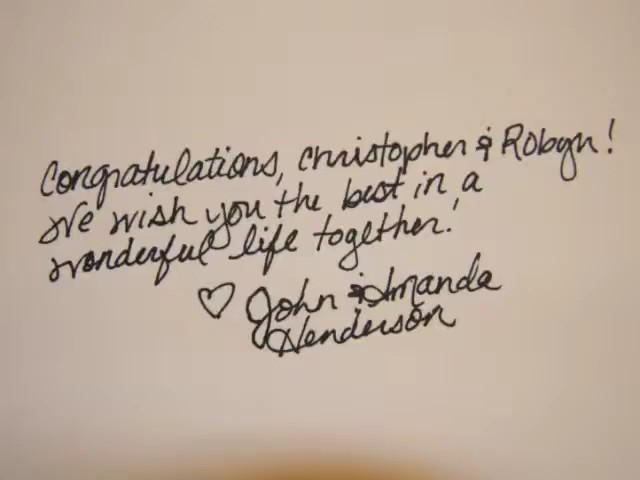 Congratulations, Christopher & Robyn!
We wish you the best in a
wonderful life together!
♡ John & Amanda
Henderson